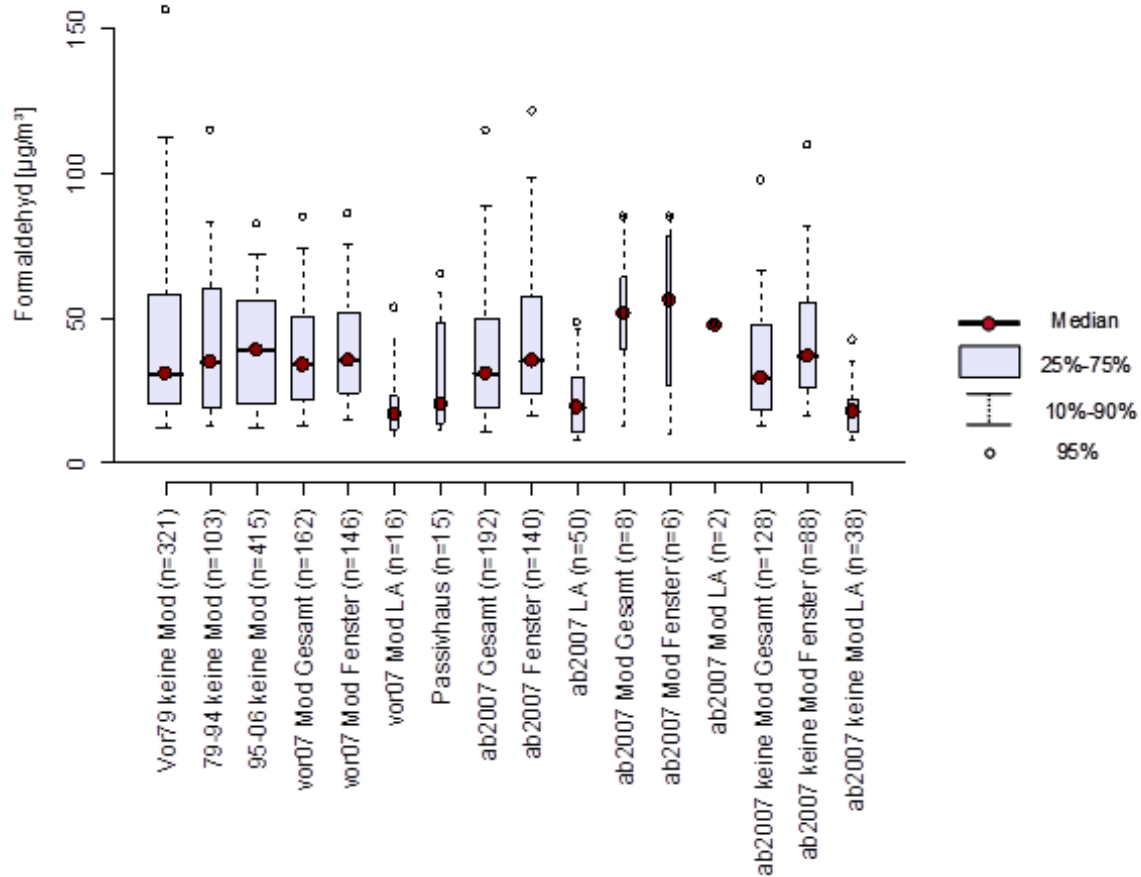 150
100
50
0
Formaldehyd [µg/m³]
Vor79 keine Mod (n=321)
79-94 keine Mod (n=103)
95-06 keine Mod (n=415)
vor07 Mod Gesamt (n=162)
vor07 Mod Fenster (n=146)
vor07 Mod LA (n=16)
Passivhaus (n=15)
ab2007 Gesamt (n=192)
ab2007 Fenster (n=140)
ab2007 LA (n=50)
ab2007 Mod Gesamt (n=8)
ab2007 Mod Fenster (n=6)
ab2007 Mod LA (n=2)
ab2007 keine Mod Gesamt (n=128)
ab2007 keine Mod Fenster (n=88)
ab2007 keine Mod LA (n=38)
Median
25%-75%
10%-90%
95%